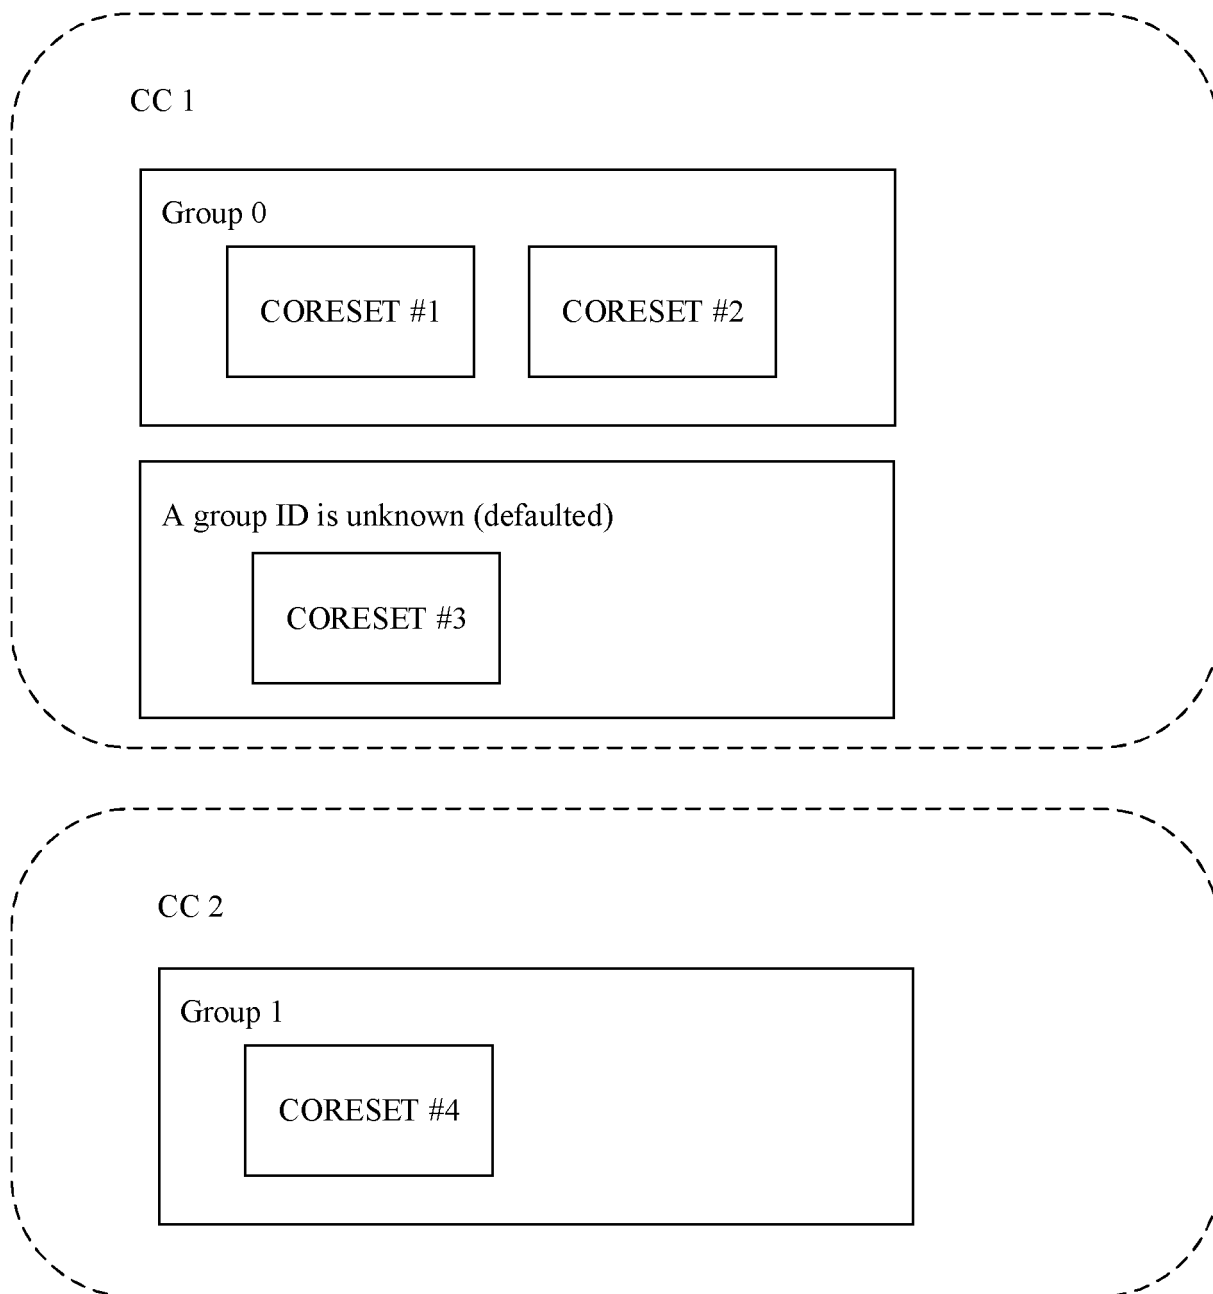 CC 1
Group 0
CORESET #1
CORESET #2
A group ID is unknown (defaulted)
CORESET #3
CC 2
Group 1
CORESET #4